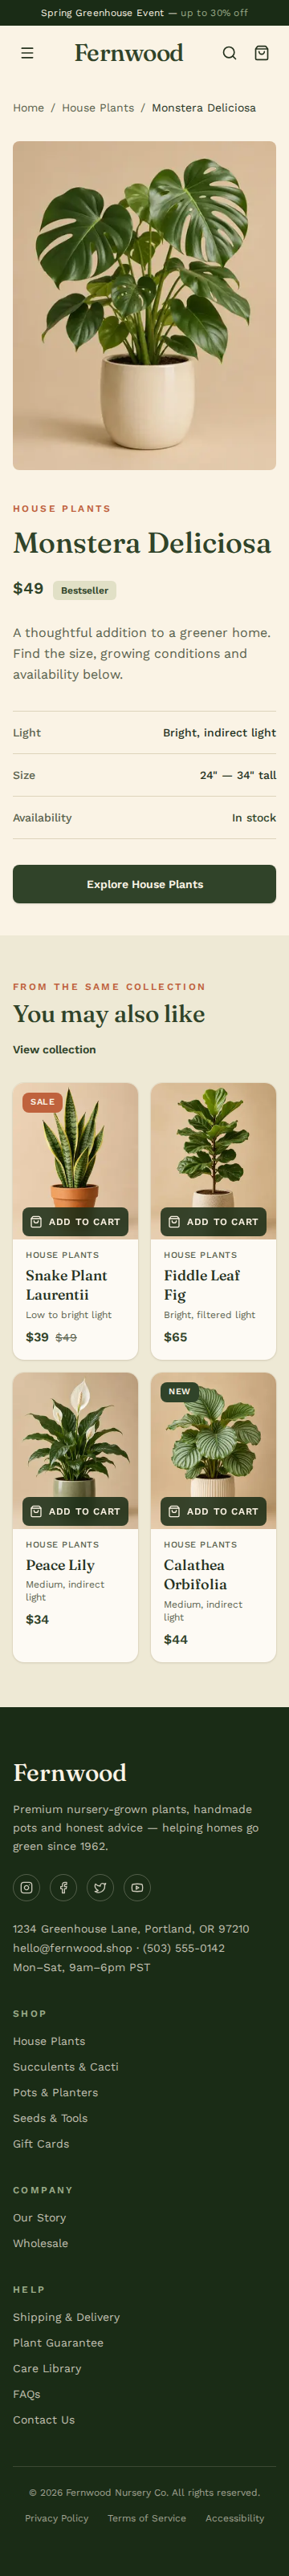 Spring Greenhouse Event — up to 30% off
Fernwood
Home / House Plants / Monstera Deliciosa
HOUSE PLANTS
Monstera Deliciosa
$49 Bestseller
A thoughtful addition to a greener home.
Find the size, growing conditions and
availability below.
Light Bright, indirect light
Size 24" — 34" tall
Availability In stock
Explore House Plants
FROM THE SAME COLLECTION
You may also like
View collection
SALE
ADD TO CART
HOUSE PLANTS
Snake Plant
Laurentii
Low to bright light
$39 $49
ADD TO CART
HOUSE PLANTS
Fiddle Leaf
Fig
Bright, filtered light
$65
ADD TO CART
HOUSE PLANTS
Peace Lily
Medium, indirect
light
$34
NEW
ADD TO CART
HOUSE PLANTS
Calathea
Orbifolia
Medium, indirect
light
$44
Fernwood
Premium nursery-grown plants, handmade
pots and honest advice — helping homes go
green since 1962.
1234 Greenhouse Lane, Portland, OR 97210
hello@fernwood.shop · (503) 555-0142
Mon–Sat, 9am–6pm PST
SHOP
House Plants
Succulents & Cacti
Pots & Planters
Seeds & Tools
Gift Cards
COMPANY
Our Story
Wholesale
HELP
Shipping & Delivery
Plant Guarantee
Care Library
FAQs
Contact Us
© 2026 Fernwood Nursery Co. All rights reserved.
Privacy Policy Terms of Service Accessibility